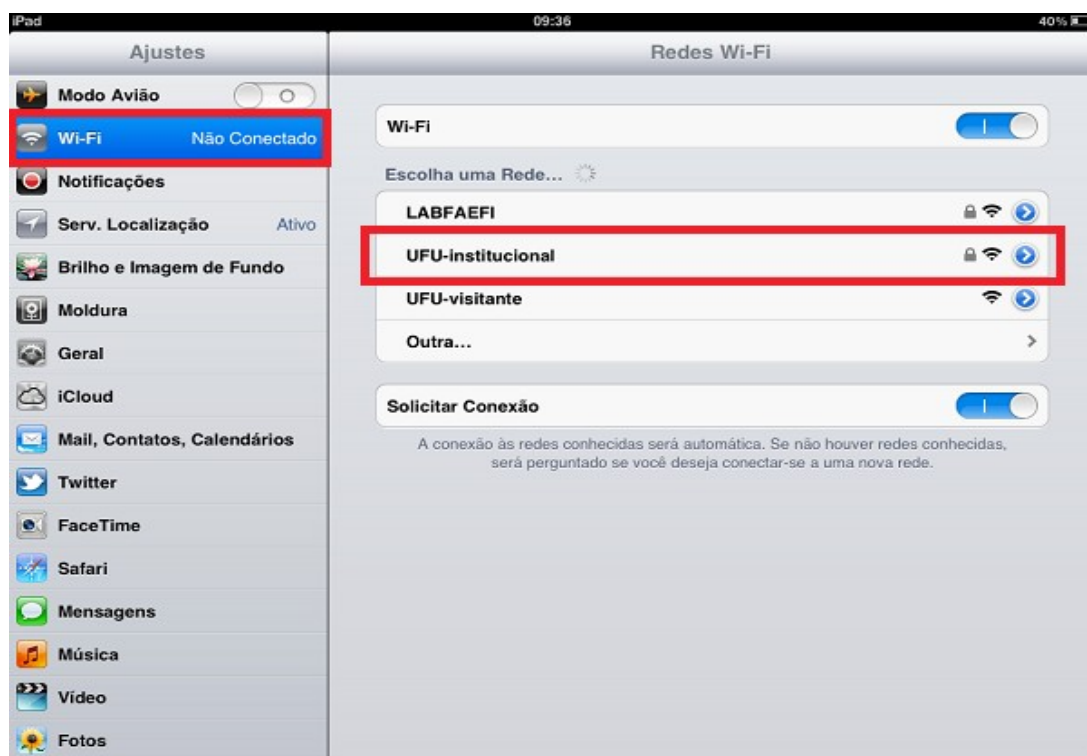 iPad 09:36 40%
Ajustes
Modo Avião
Wi-Fi Não Conectado
Notificações
Serv. Localização Ativo
Brilho e Imagem de Fundo
Moldura
Geral
iCloud
Mail, Contatos, Calendários
Twitter
FaceTime
Safari
Mensagens
Música
Vídeo
Fotos
Redes Wi-Fi
Wi-Fi
Escolha uma Rede...
LABFAEFI
UFU-institucional
UFU-visitante
Outra...
Solicitar Conexão
A conexão às redes conhecidas será automática. Se não houver redes conhecidas,
será perguntado se você deseja conectar-se a uma nova rede.